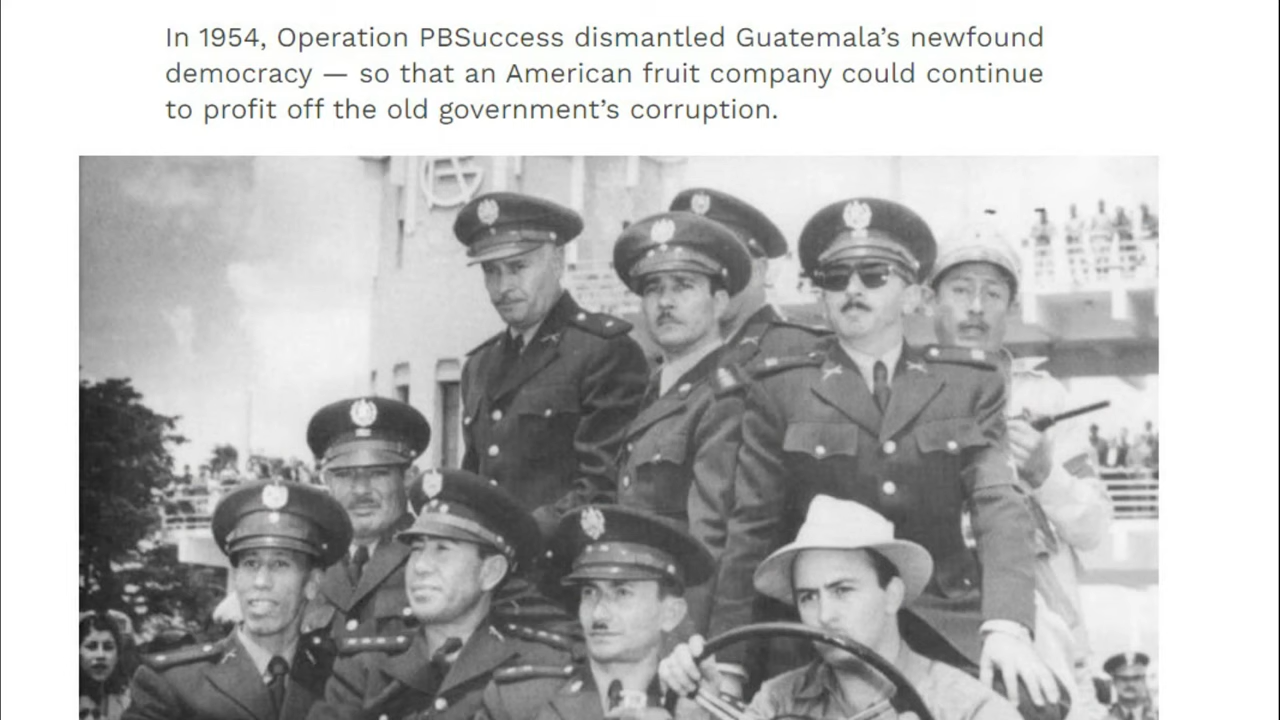 In 1954, Operation PBSuccess dismantled Guatemala’s newfound
democracy — so that an American fruit company could continue
to profit off the old government’s corruption.